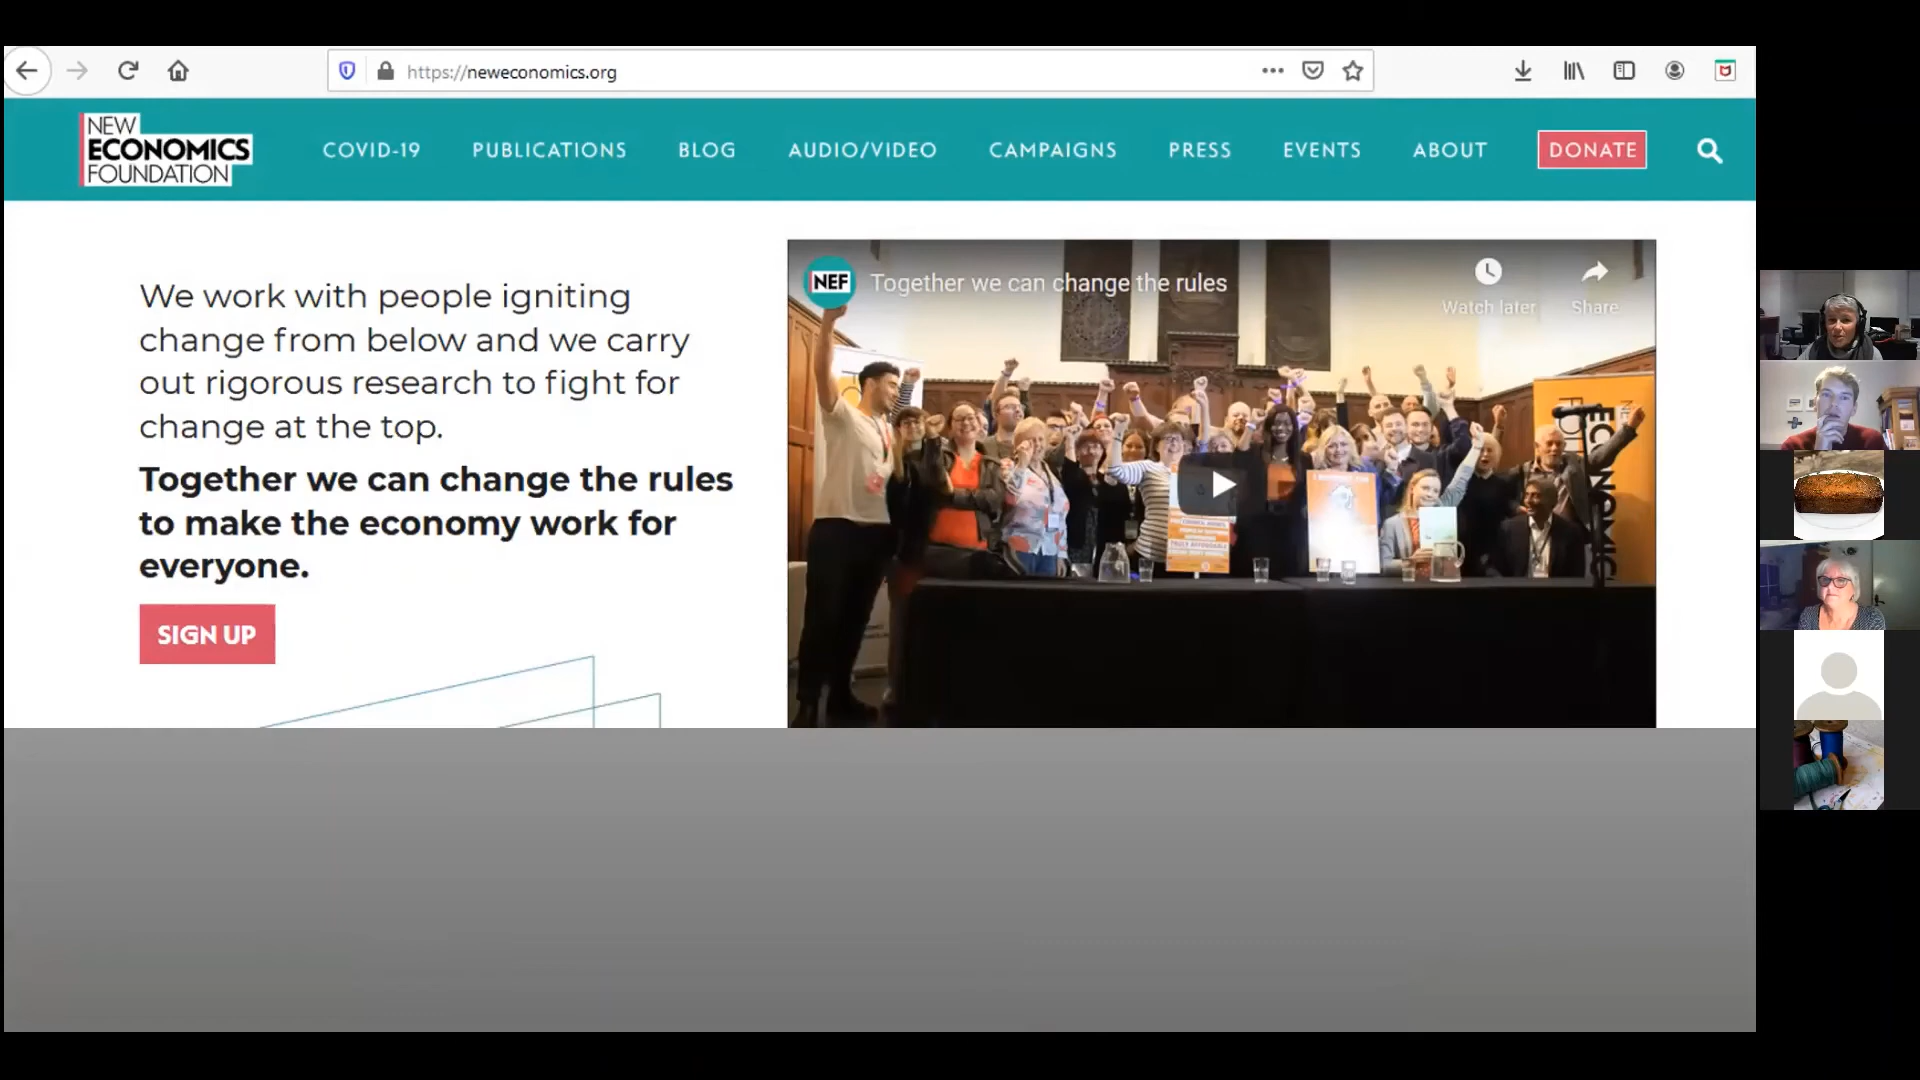 https://neweconomics.org
NEW
ECONOMICS
FOUNDATION
COVID-19 PUBLICATIONS BLOG AUDIO/VIDEO CAMPAIGNS PRESS EVENTS ABOUT DONATE
We work with people igniting
change from below and we carry
out rigorous research to fight for
change at the top.
Together we can change the rules
to make the economy work for
everyone.
SIGN UP
NEF Together we can change the rules
Watch later Share
ECONOMIC